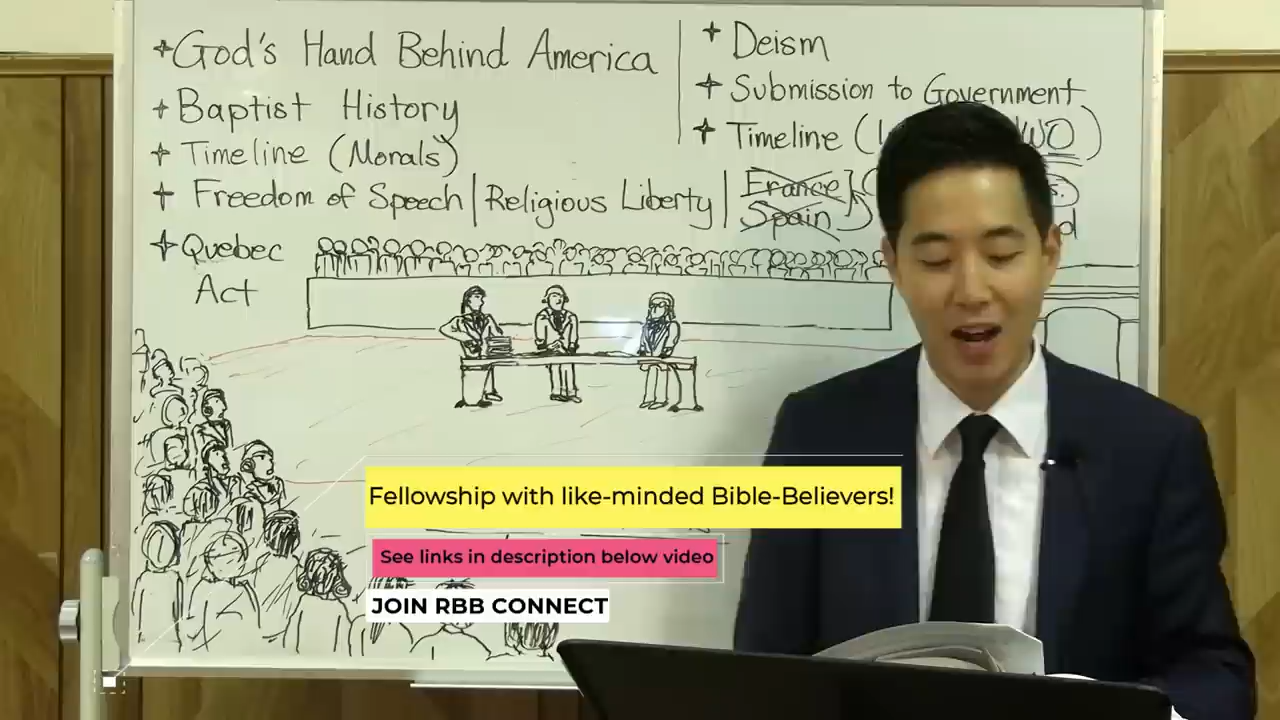 +God's Hand Behind America
+ Baptist History
+ Timeline (Morals)
+ Freedom of Speech | Religious Liberty | France
Spain
+ Quebec
Act
+ Deism
+ Submission to Government
+ Timeline (
Fellowship with like-minded Bible-Believers!
See links in description below video
JOIN RBB CONNECT